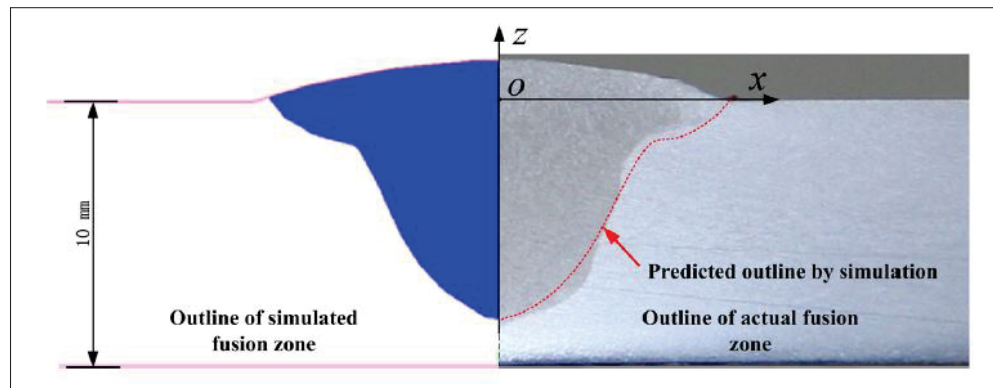 z
o
x
10 mm
Predicted outline by simulation
Outline of simulated
fusion zone
Outline of actual fusion
zone